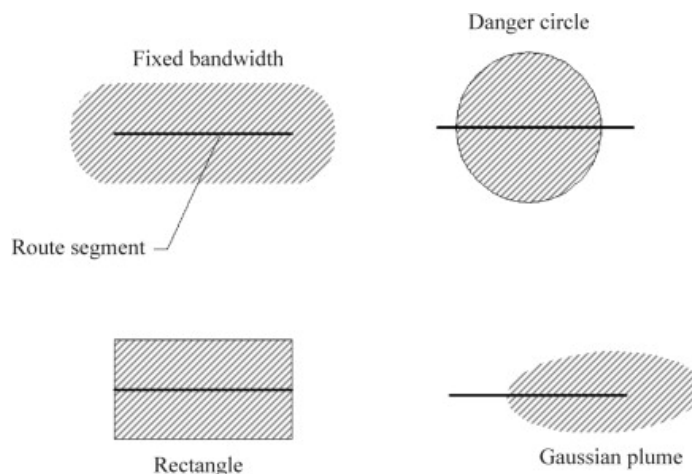 Danger circle
Fixed bandwidth
Route segment
Rectangle
Gaussian plume